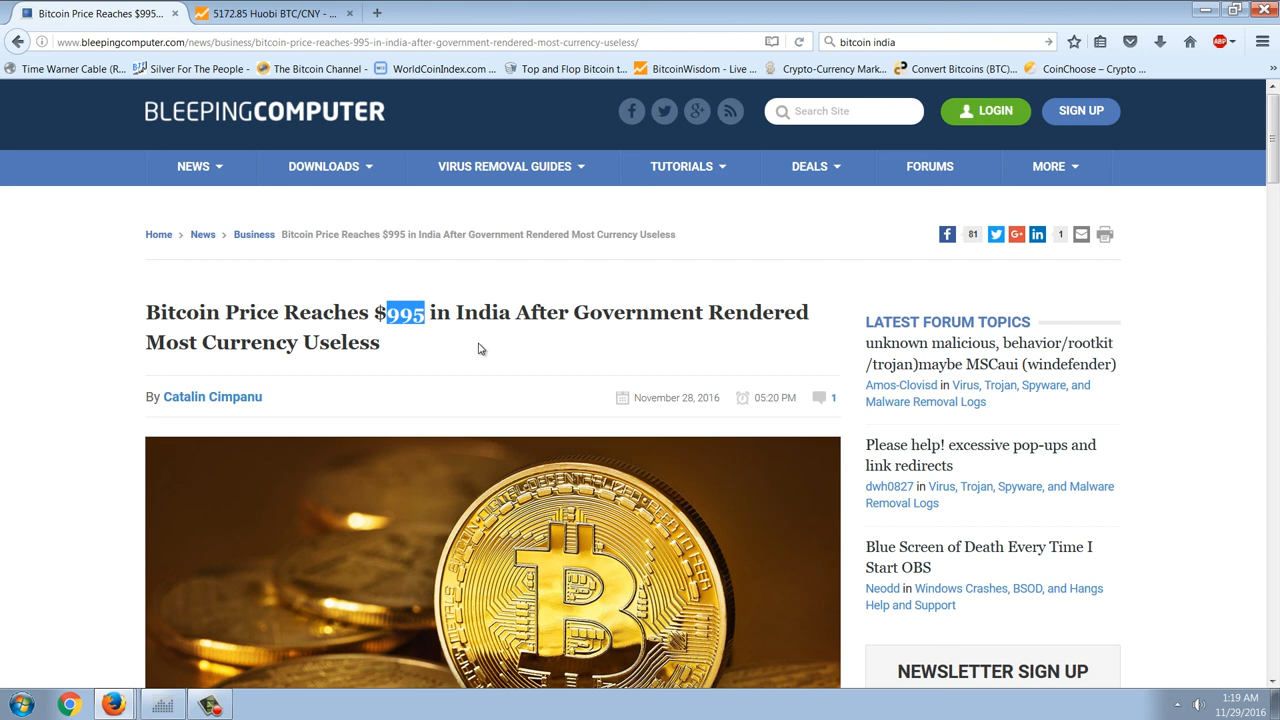 Bitcoin Price Reaches $995...
5172.85 Huobi BTC/CNY - ...
www.bleepingcomputer.com/news/business/bitcoin-price-reaches-995-in-india-after-government-rendered-most-currency-useless/
bitcoin india
ABP
Time Warner Cable (R...
Silver For The People - ...
The Bitcoin Channel - ...
WorldCoinIndex.com ...
Top and Flop Bitcoin t...
BitcoinWisdom - Live ...
Crypto-Currency Mark...
Convert Bitcoins (BTC)...
CoinChoose – Crypto ...
BLEEPINGCOMPUTER
Search Site
LOGIN
SIGN UP
NEWS
DOWNLOADS
VIRUS REMOVAL GUIDES
TUTORIALS
DEALS
FORUMS
MORE
Home > News > Business Bitcoin Price Reaches $995 in India After Government Rendered Most Currency Useless
81
1
Bitcoin Price Reaches $995 in India After Government Rendered
Most Currency Useless
By Catalin Cimpanu
November 28, 2016
05:20 PM
1
LATEST FORUM TOPICS
unknown malicious, behavior/rootkit
/trojan)maybe MSCaui (windefender)
Amos-Clovisd in Virus, Trojan, Spyware, and
Malware Removal Logs
Please help! excessive pop-ups and
link redirects
dwh0827 in Virus, Trojan, Spyware, and Malware
Removal Logs
Blue Screen of Death Every Time I
Start OBS
Neodd in Windows Crashes, BSOD, and Hangs
Help and Support
NEWSLETTER SIGN UP
1:19 AM
11/29/2016